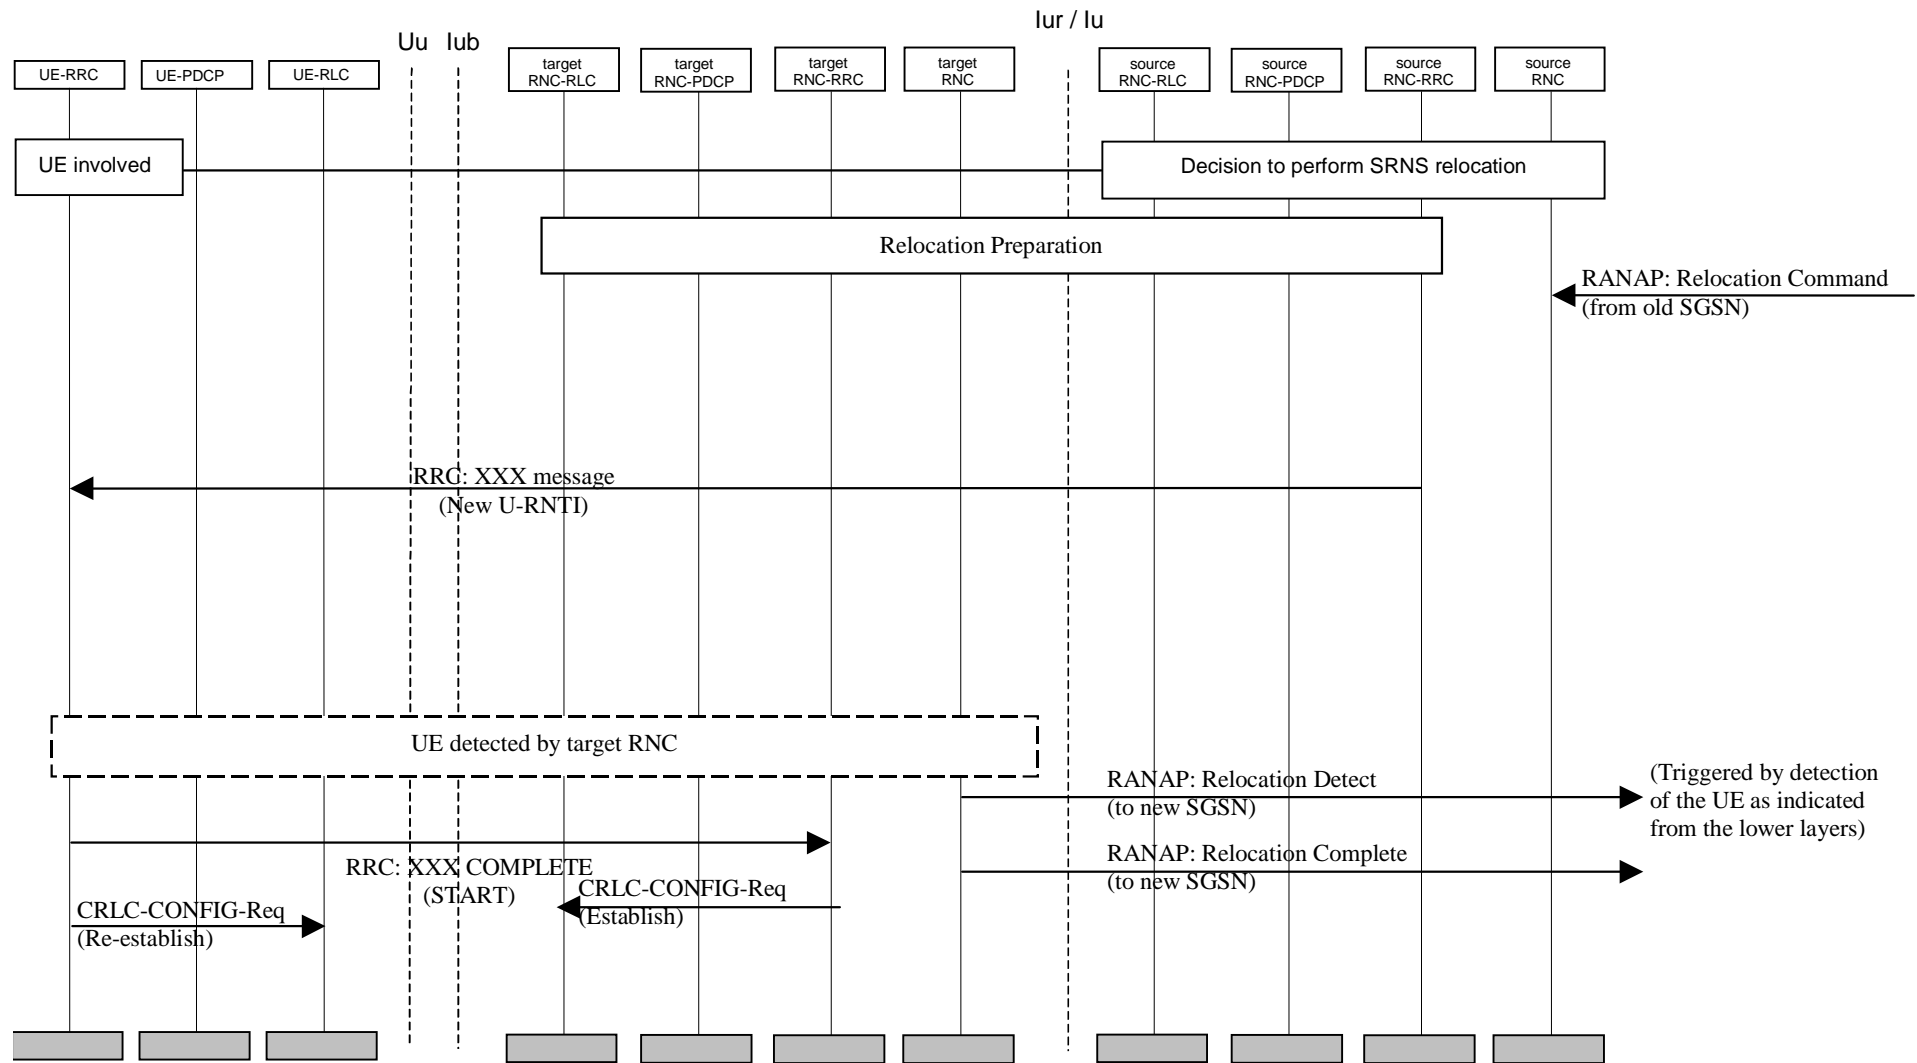 Iur / Iu
Uu
Iub
UE-RRC
UE-PDCP
UE-RLC
target
RNC-RLC
target
RNC-PDCP
target
RNC-RRC
target
RNC
source
RNC-RLC
source
RNC-PDCP
source
RNC-RRC
source
RNC
UE involved
Decision to perform SRNS relocation
Relocation Preparation
RANAP: Relocation Command
(from old SGSN)
RRC: XXX message
(New U-RNTI)
UE detected by target RNC
RANAP: Relocation Detect
(to new SGSN)
(Triggered by detection
of the UE as indicated
from the lower layers)
RRC: XXX COMPLETE
(START)
RANAP: Relocation Complete
(to new SGSN)
CRLC-CONFIG-Req
(Establish)
CRLC-CONFIG-Req
(Re-establish)